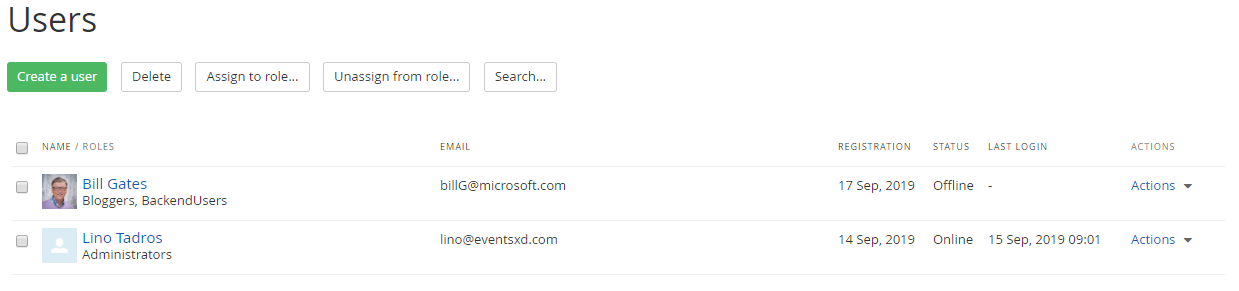 Users
Create a user Delete Assign to role... Unassign from role... Search...
NAME / ROLES EMAIL REGISTRATION STATUS LAST LOGIN ACTIONS
Bill Gates billG@microsoft.com 17 Sep, 2019 Offline - Actions
Bloggers, BackendUsers
Lino Tadros lino@eventsxd.com 14 Sep, 2019 Online 15 Sep, 2019 09:01 Actions
Administrators